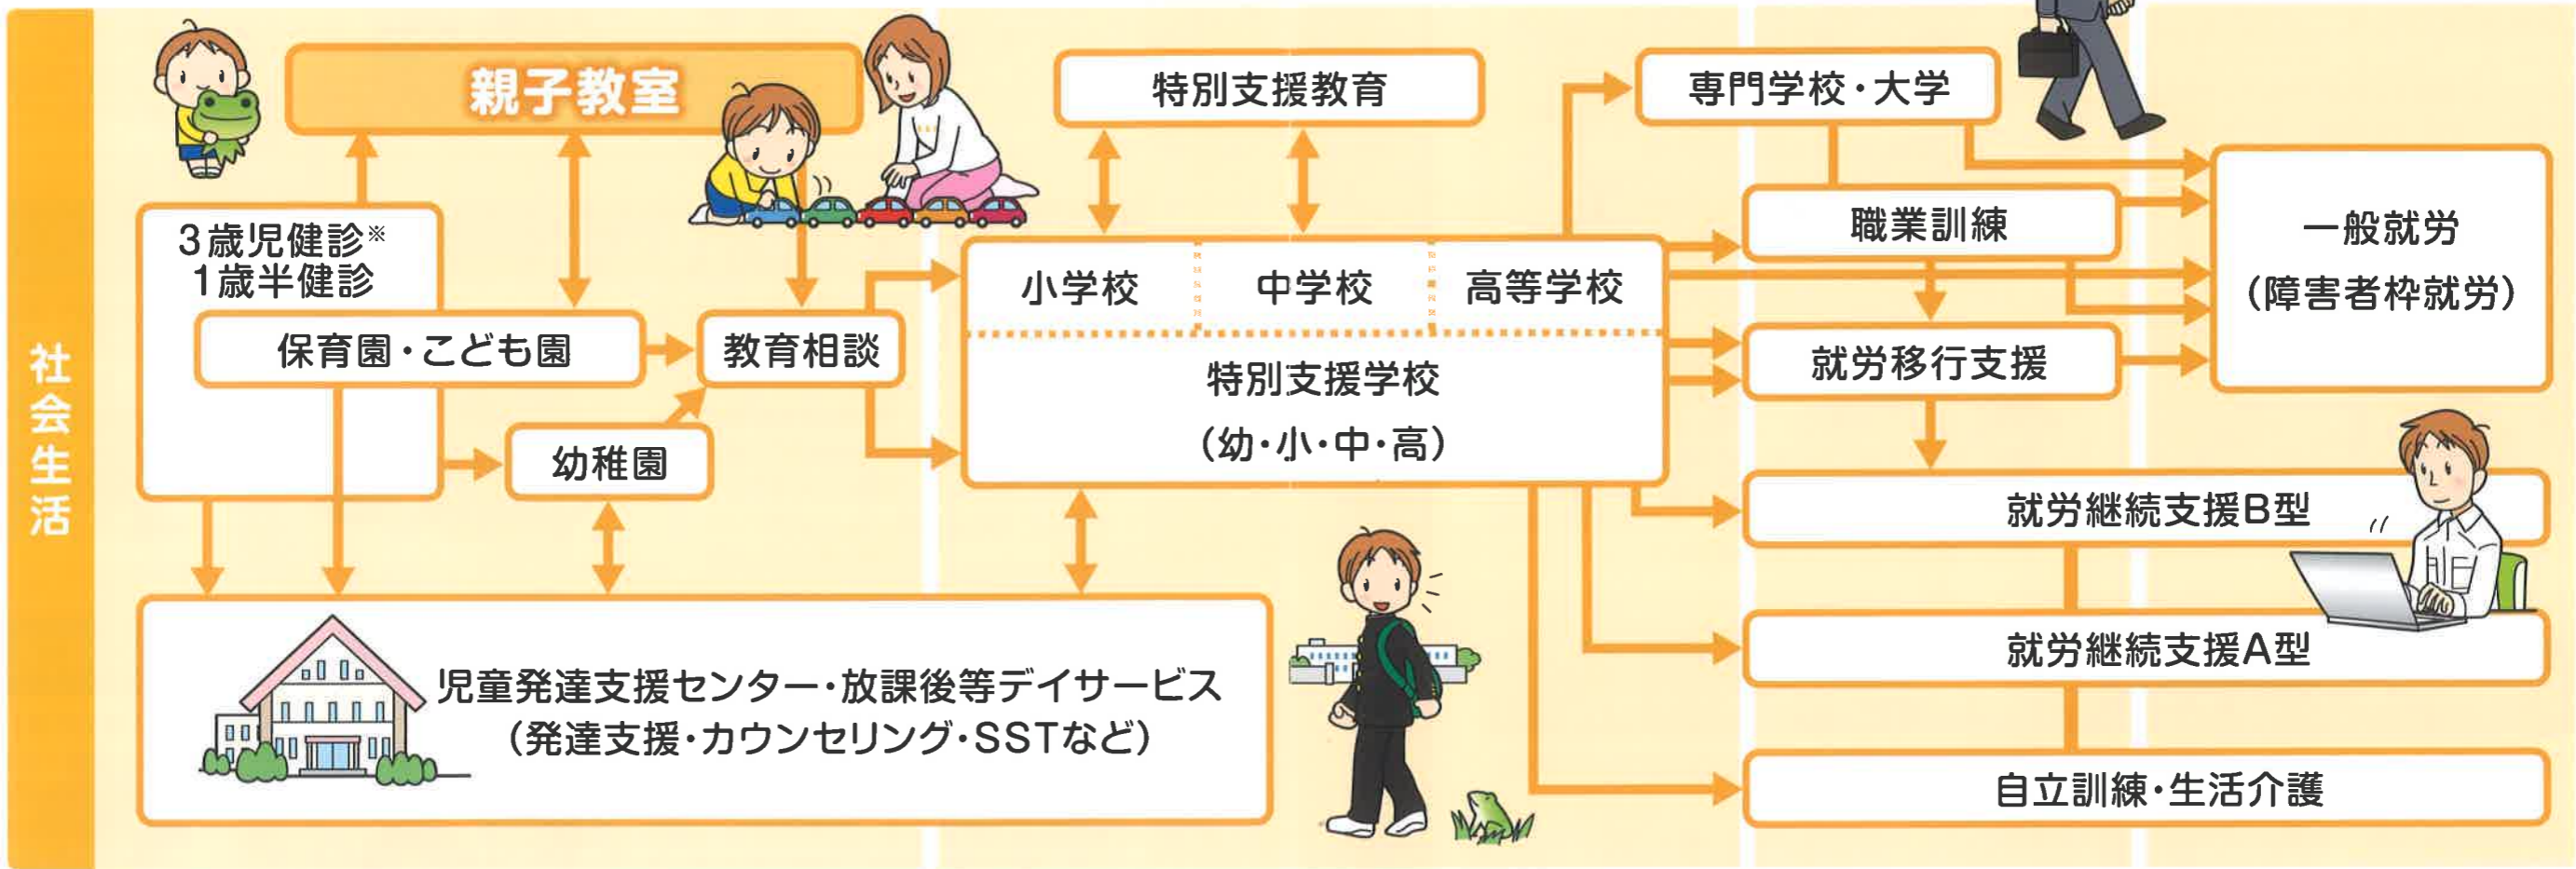 社会生活
親子教室
特別支援教育
専門学校・大学
3歳児健診※
1歳半健診
職業訓練
一般就労
（障害者枠就労）
小学校
中学校
高等学校
保育園・こども園
教育相談
就労移行支援
特別支援学校
（幼・小・中・高）
幼稚園
就労継続支援B型
就労継続支援A型
児童発達支援センター・放課後等デイサービス
（発達支援・カウンセリング・SSTなど）
自立訓練・生活介護